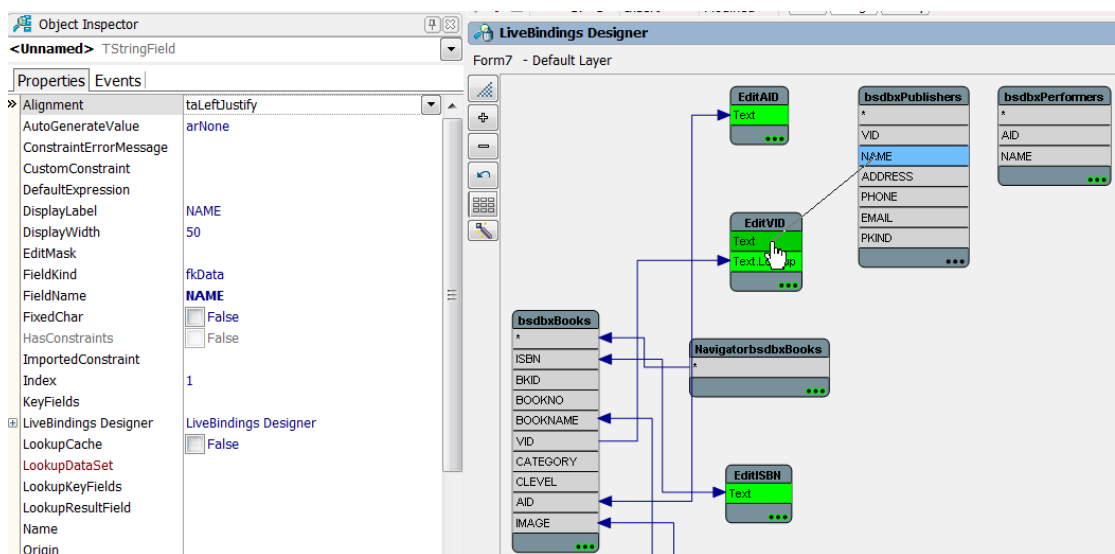 Object Inspector
<Unnamed> TStringField
Properties Events
Alignment taLeftJustify
AutoGenerateValue arNone
ConstraintErrorMessage
CustomConstraint
DefaultExpression
DisplayLabel NAME
DisplayWidth 50
EditMask
FieldKind fkData
FieldName NAME
FixedChar False
HasConstraints False
ImportedConstraint
Index 1
KeyFields
LiveBindings Designer LiveBindings Designer
LookupCache False
LookupDataSet
LookupKeyFields
LookupResultField
Name
Origin
LiveBindings Designer
Form7 - Default Layer
EditAID
Text
bsdbxPublishers
*
VID
NAME
ADDRESS
PHONE
EMAIL
PKIND
bsdbxPerformers
*
AID
NAME
EditVID
Text
bsdbxBooks
*
ISBN
BKID
BOOKNO
BOOKNAME
VID
CATEGORY
CLEVEL
AID
IMAGE
NavigatorbsdbxBooks
*
EditISBN
Text